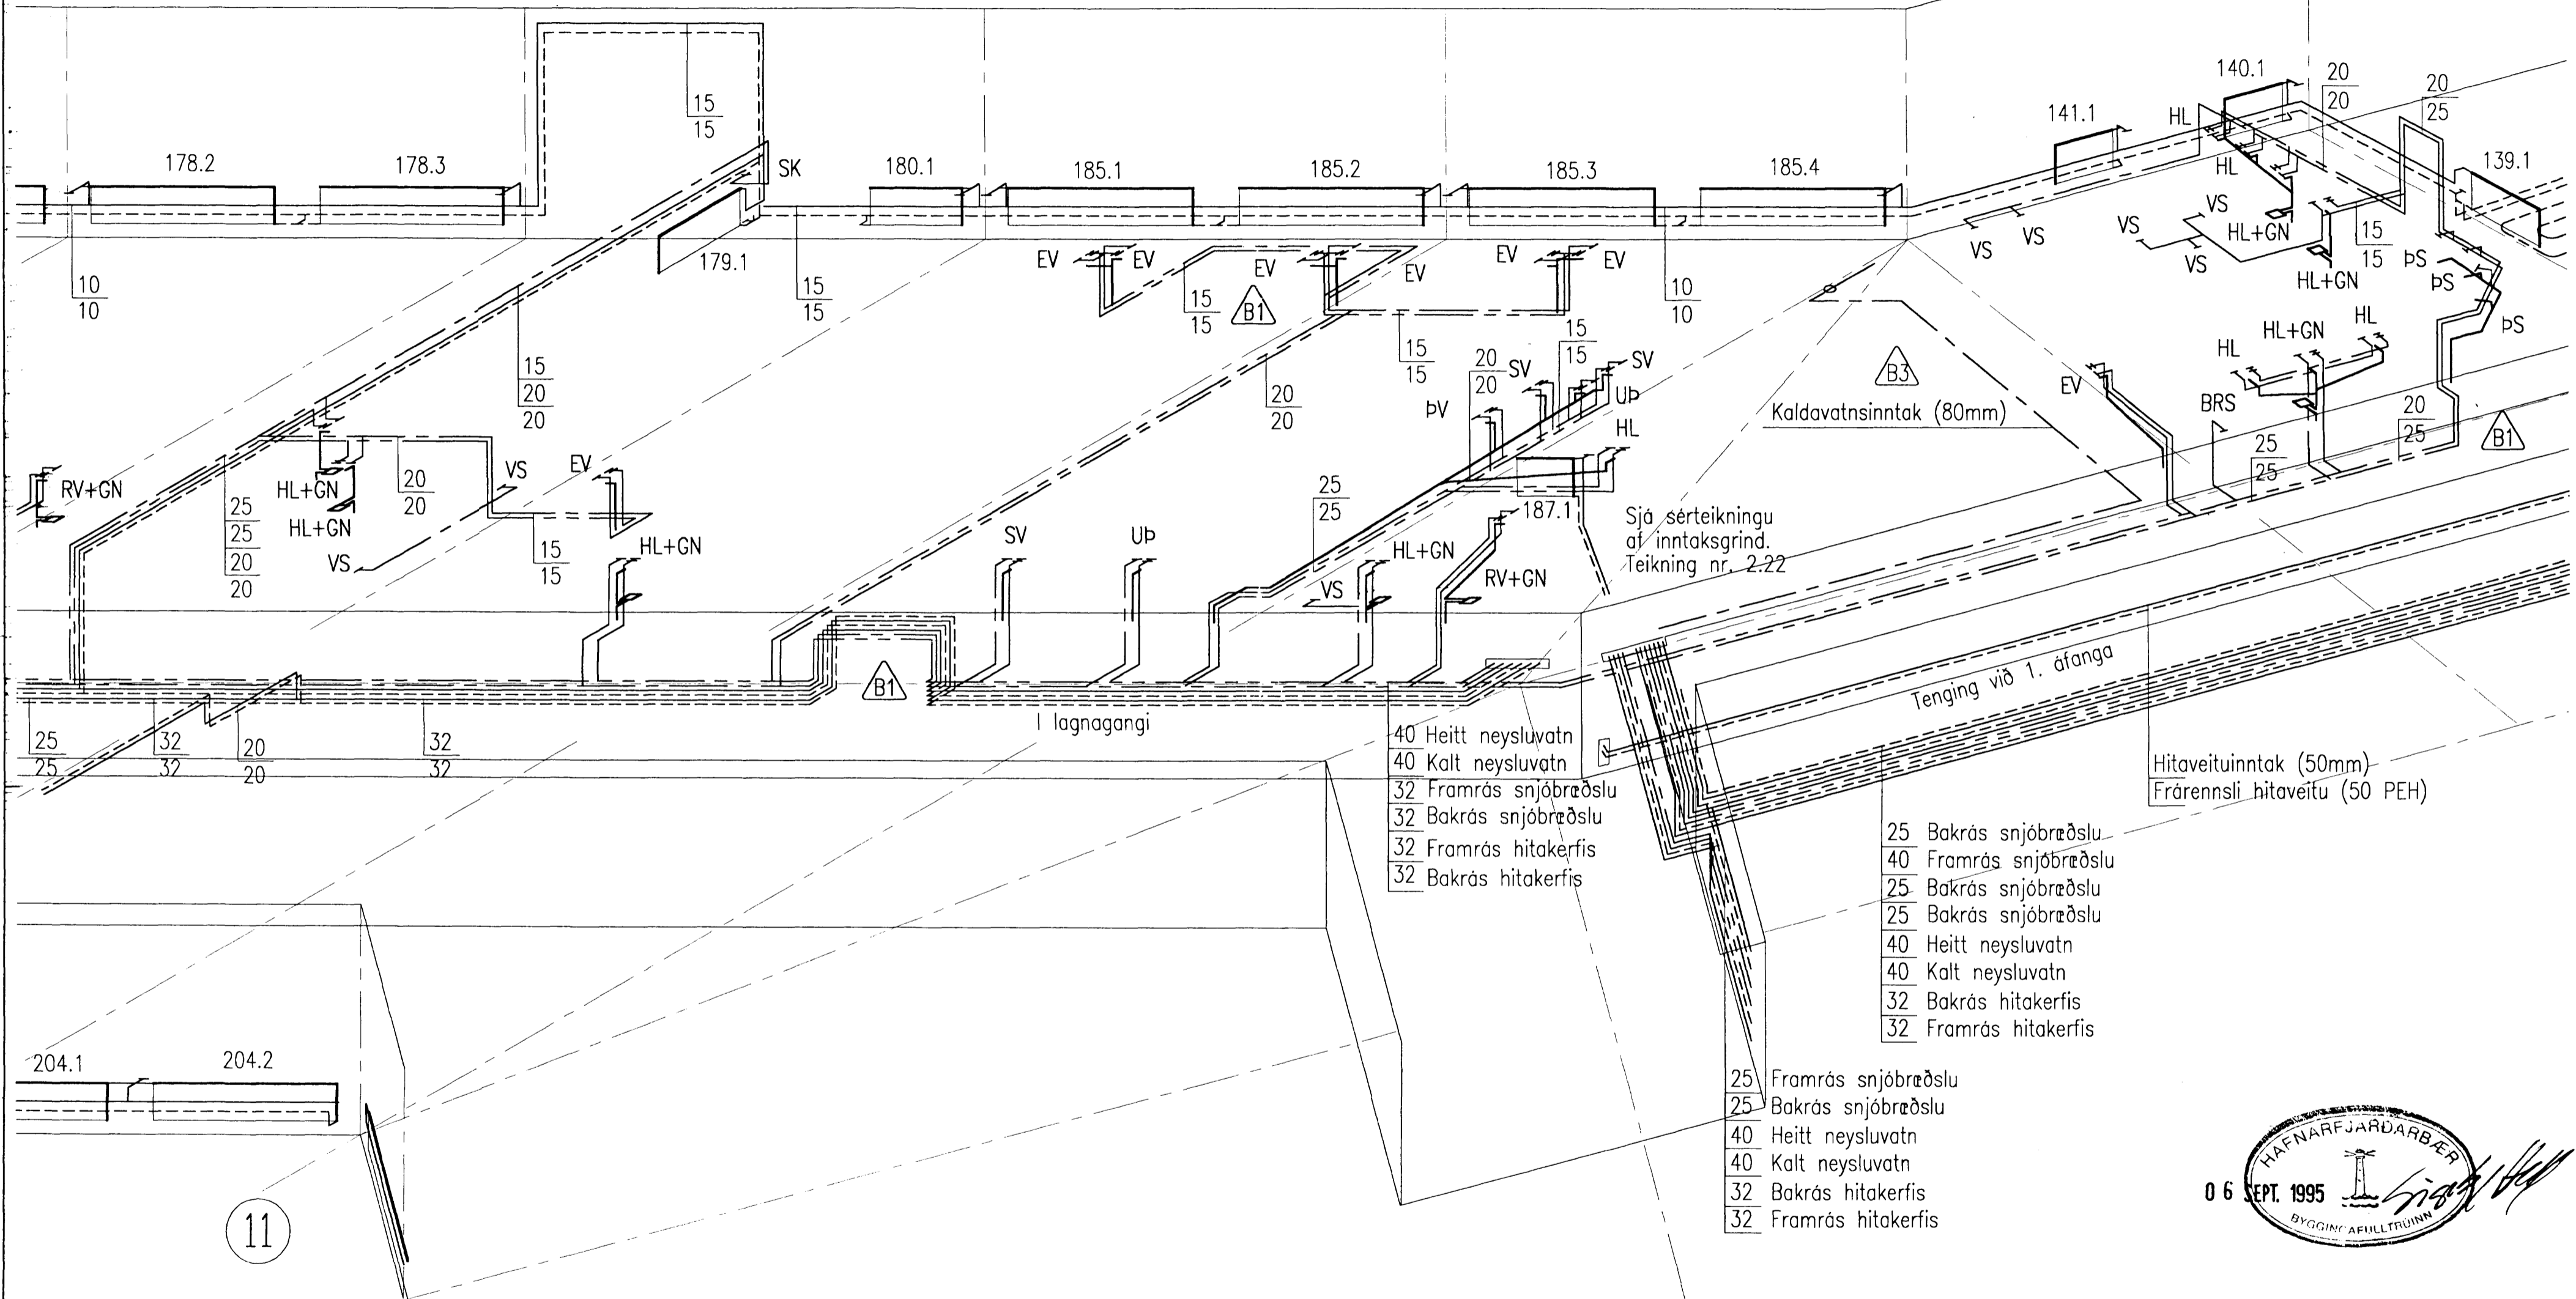 15
15
178.2
178.3
SK
180.1
185.1
185.2
185.3
185.4
141.1
HL
140.1
20
20
20
25
139.1
HL
179.1
10
10
15
15
EV
EV
15
15
B1
EV
EV
EV
EV
10
10
VS
VS
VS
VS
VS
HL+GN
15
15
HL+GN
ÞS
ÞS
ÞS
15
20
20
20
20
15
15
20
20
SV
15
15
SV
UÞ
ÞV
HL
B3
Kaldavatnsinntak (80mm)
EV
HL
HL+GN
HL
BRS
20
25
25
25
B1
RV+GN
HL+GN
HL+GN
20
20
VS
EV
25
25
20
20
VS
15
15
HL+GN
SV
UÞ
25
25
187.1
HL+GN
VS
RV+GN
Sjá sérteikningu
af inntaksgrind.
Teikning nr. 2.22
B1
Í lagnagangi
Tenging við 1. áfanga
25
25
32
32
20
20
32
32
40 Heitt neysluvatn
40 Kalt neysluvatn
32 Framrás snjóbræðslu
32 Bakrás snjóbræðslu
32 Framrás hitakerfis
32 Bakrás hitakerfis
Hitaveituinntak (50mm)
Frárennsli hitaveitu (50 PEH)
25 Bakrás snjóbræðslu
40 Framrás snjóbræðslu
25 Bakrás snjóbræðslu
25 Bakrás snjóbræðslu
40 Heitt neysluvatn
40 Kalt neysluvatn
32 Bakrás hitakerfis
32 Framrás hitakerfis
25 Framrás snjóbræðslu
25 Bakrás snjóbræðslu
40 Heitt neysluvatn
40 Kalt neysluvatn
32 Bakrás hitakerfis
32 Framrás hitakerfis
204.1
204.2
11
HAFNARFJARÐARBÆR
06 SEPT. 1995
BYGGINGAFULLTRÚINN